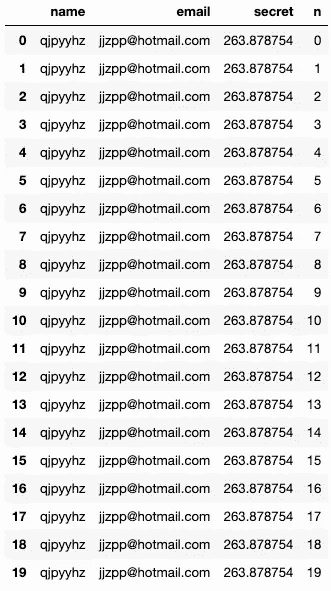 name email secret n
0 qjpyyhz jjzpp@hotmail.com 263.878754 0
1 qjpyyhz jjzpp@hotmail.com 263.878754 1
2 qjpyyhz jjzpp@hotmail.com 263.878754 2
3 qjpyyhz jjzpp@hotmail.com 263.878754 3
4 qjpyyhz jjzpp@hotmail.com 263.878754 4
5 qjpyyhz jjzpp@hotmail.com 263.878754 5
6 qjpyyhz jjzpp@hotmail.com 263.878754 6
7 qjpyyhz jjzpp@hotmail.com 263.878754 7
8 qjpyyhz jjzpp@hotmail.com 263.878754 8
9 qjpyyhz jjzpp@hotmail.com 263.878754 9
10 qjpyyhz jjzpp@hotmail.com 263.878754 10
11 qjpyyhz jjzpp@hotmail.com 263.878754 11
12 qjpyyhz jjzpp@hotmail.com 263.878754 12
13 qjpyyhz jjzpp@hotmail.com 263.878754 13
14 qjpyyhz jjzpp@hotmail.com 263.878754 14
15 qjpyyhz jjzpp@hotmail.com 263.878754 15
16 qjpyyhz jjzpp@hotmail.com 263.878754 16
17 qjpyyhz jjzpp@hotmail.com 263.878754 17
18 qjpyyhz jjzpp@hotmail.com 263.878754 18
19 qjpyyhz jjzpp@hotmail.com 263.878754 19